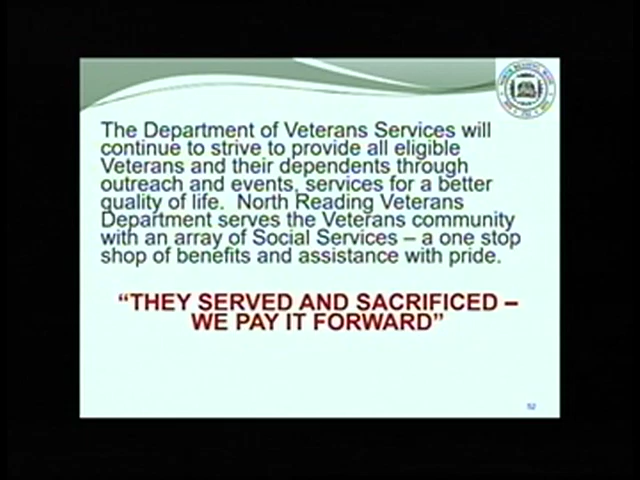 The Department of Veterans Services will
continue to strive to provide all eligible
Veterans and their dependents through
outreach and events, services for a better
quality of life.  North Reading Veterans
Department serves the Veterans community
with an array of Social Services – a one stop
shop of benefits and assistance with pride.
“THEY SERVED AND SACRIFICED –
WE PAY IT FORWARD”
52